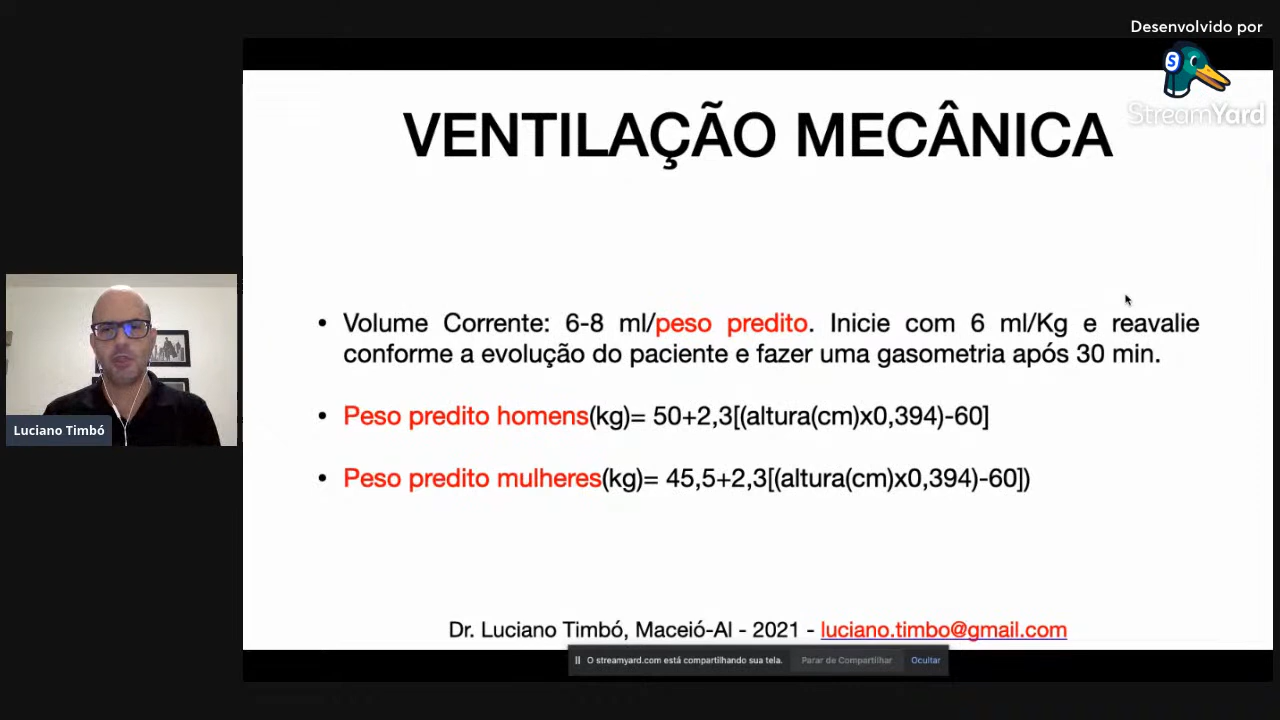 Desenvolvido por
S
StreamYard
VENTILAÇÃO MECÂNICA
• Volume Corrente: 6-8 ml/peso predito. Inicie com 6 ml/Kg e reavalie
conforme a evolução do paciente e fazer uma gasometria após 30 min.
• Peso predito homens(kg)= 50+2,3[(altura(cm)x0,394)-60]
• Peso predito mulheres(kg)= 45,5+2,3[(altura(cm)x0,394)-60])
Luciano Timbó
Dr. Luciano Timbó, Maceió-Al - 2021 - luciano.timbo@gmail.com
O streamyard.com está compartilhando sua tela. Parar de Compartilhar Ocultar